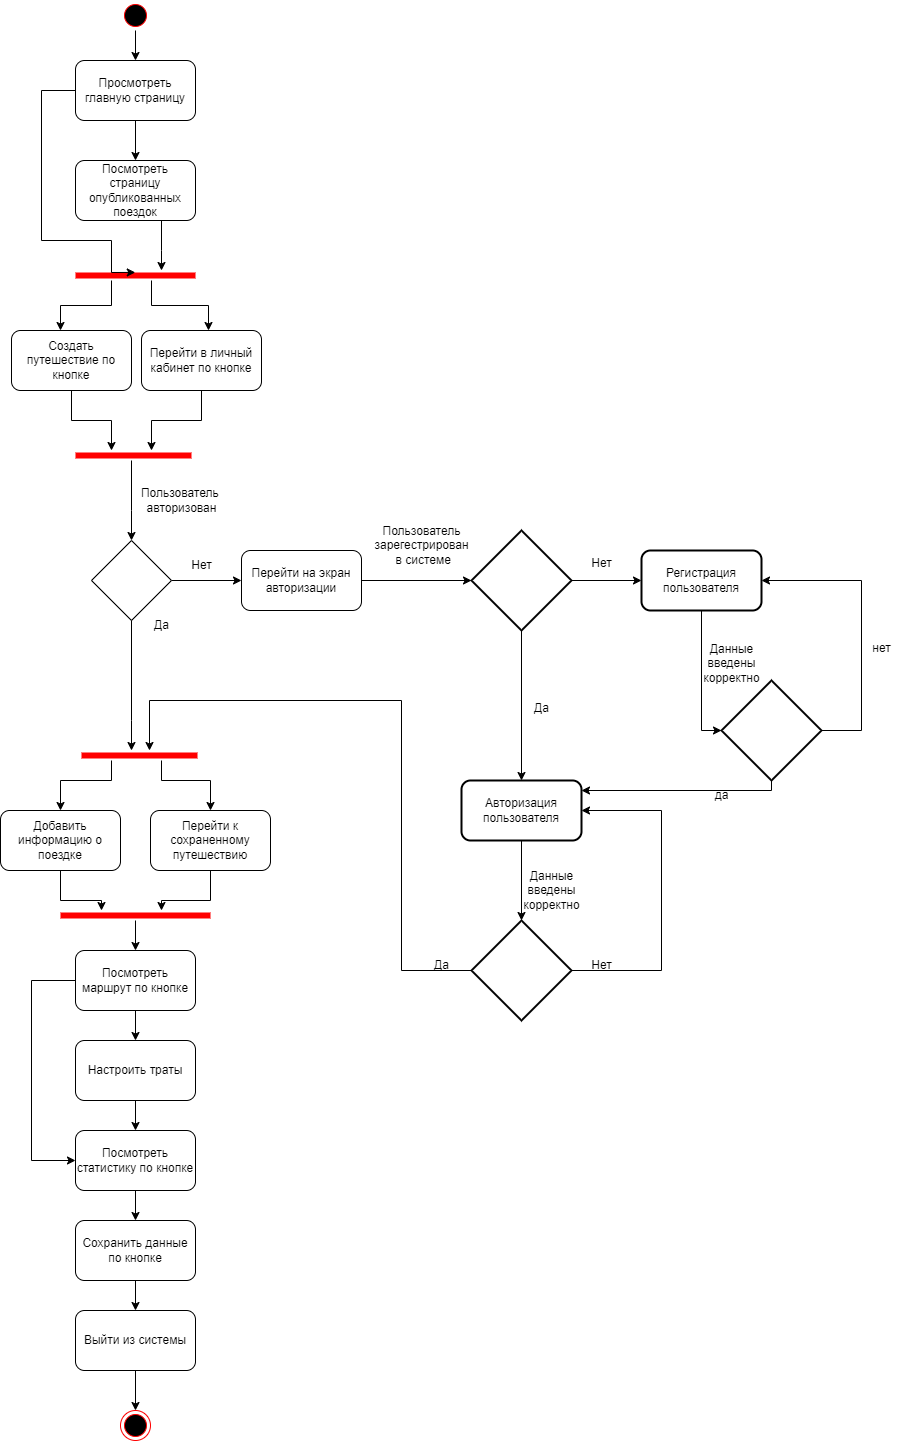 Просмотреть
главную страницу
Посмотреть
страницу
опубликованных
поездок
Создать
путешествие по
кнопке
Перейти в личный
кабинет по кнопке
Пользователь
авторизован
Нет
Перейти на экран
авторизации
Пользователь
зарегестрирован
в системе
Нет
Регистрация
пользователя
Да
Данные
введены
корректно
нет
Да
да
Авторизация
пользователя
Добавить
информацию о
поездке
Перейти к
сохраненному
путешествию
Данные
введены
корректно
Да
Нет
Посмотреть
маршрут по кнопке
Настроить траты
Посмотреть
статистику по кнопке
Сохранить данные
по кнопке
Выйти из системы